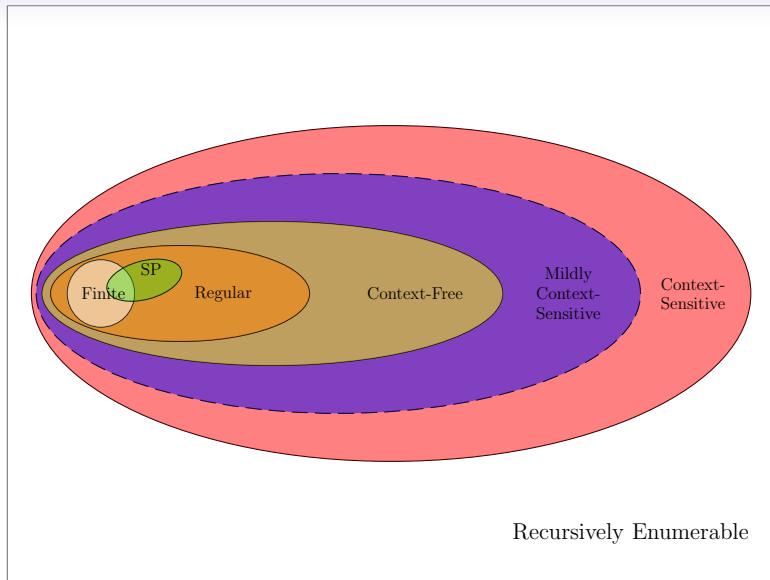 SP
Finite
Regular
Context-Free
Mildly
Context-
Sensitive
Context-
Sensitive
Recursively Enumerable